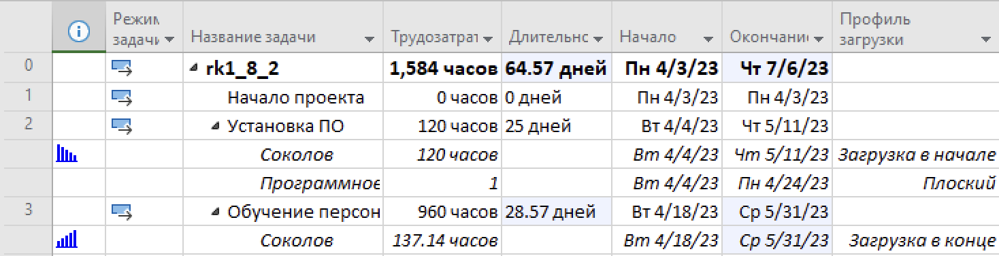 Режим задачи Название задачи Трудозатрат Длительнс Начало Окончани Профиль загрузки
0 rk1_8_2 1,584 часов 64.57 дней Пн 4/3/23 Чт 7/6/23
1 Начало проекта 0 часов 0 дней Пн 4/3/23 Пн 4/3/23
2 Установка ПО 120 часов 25 дней Вт 4/4/23 Чт 5/11/23
Соколов 120 часов Вт 4/4/23 Чт 5/11/23 Загрузка в начале
Программное 1 Вт 4/4/23 Пн 4/24/23 Плоский
3 Обучение персон 960 часов 28.57 дней Вт 4/18/23 Ср 5/31/23
Соколов 137.14 часов Вт 4/18/23 Ср 5/31/23 Загрузка в конце